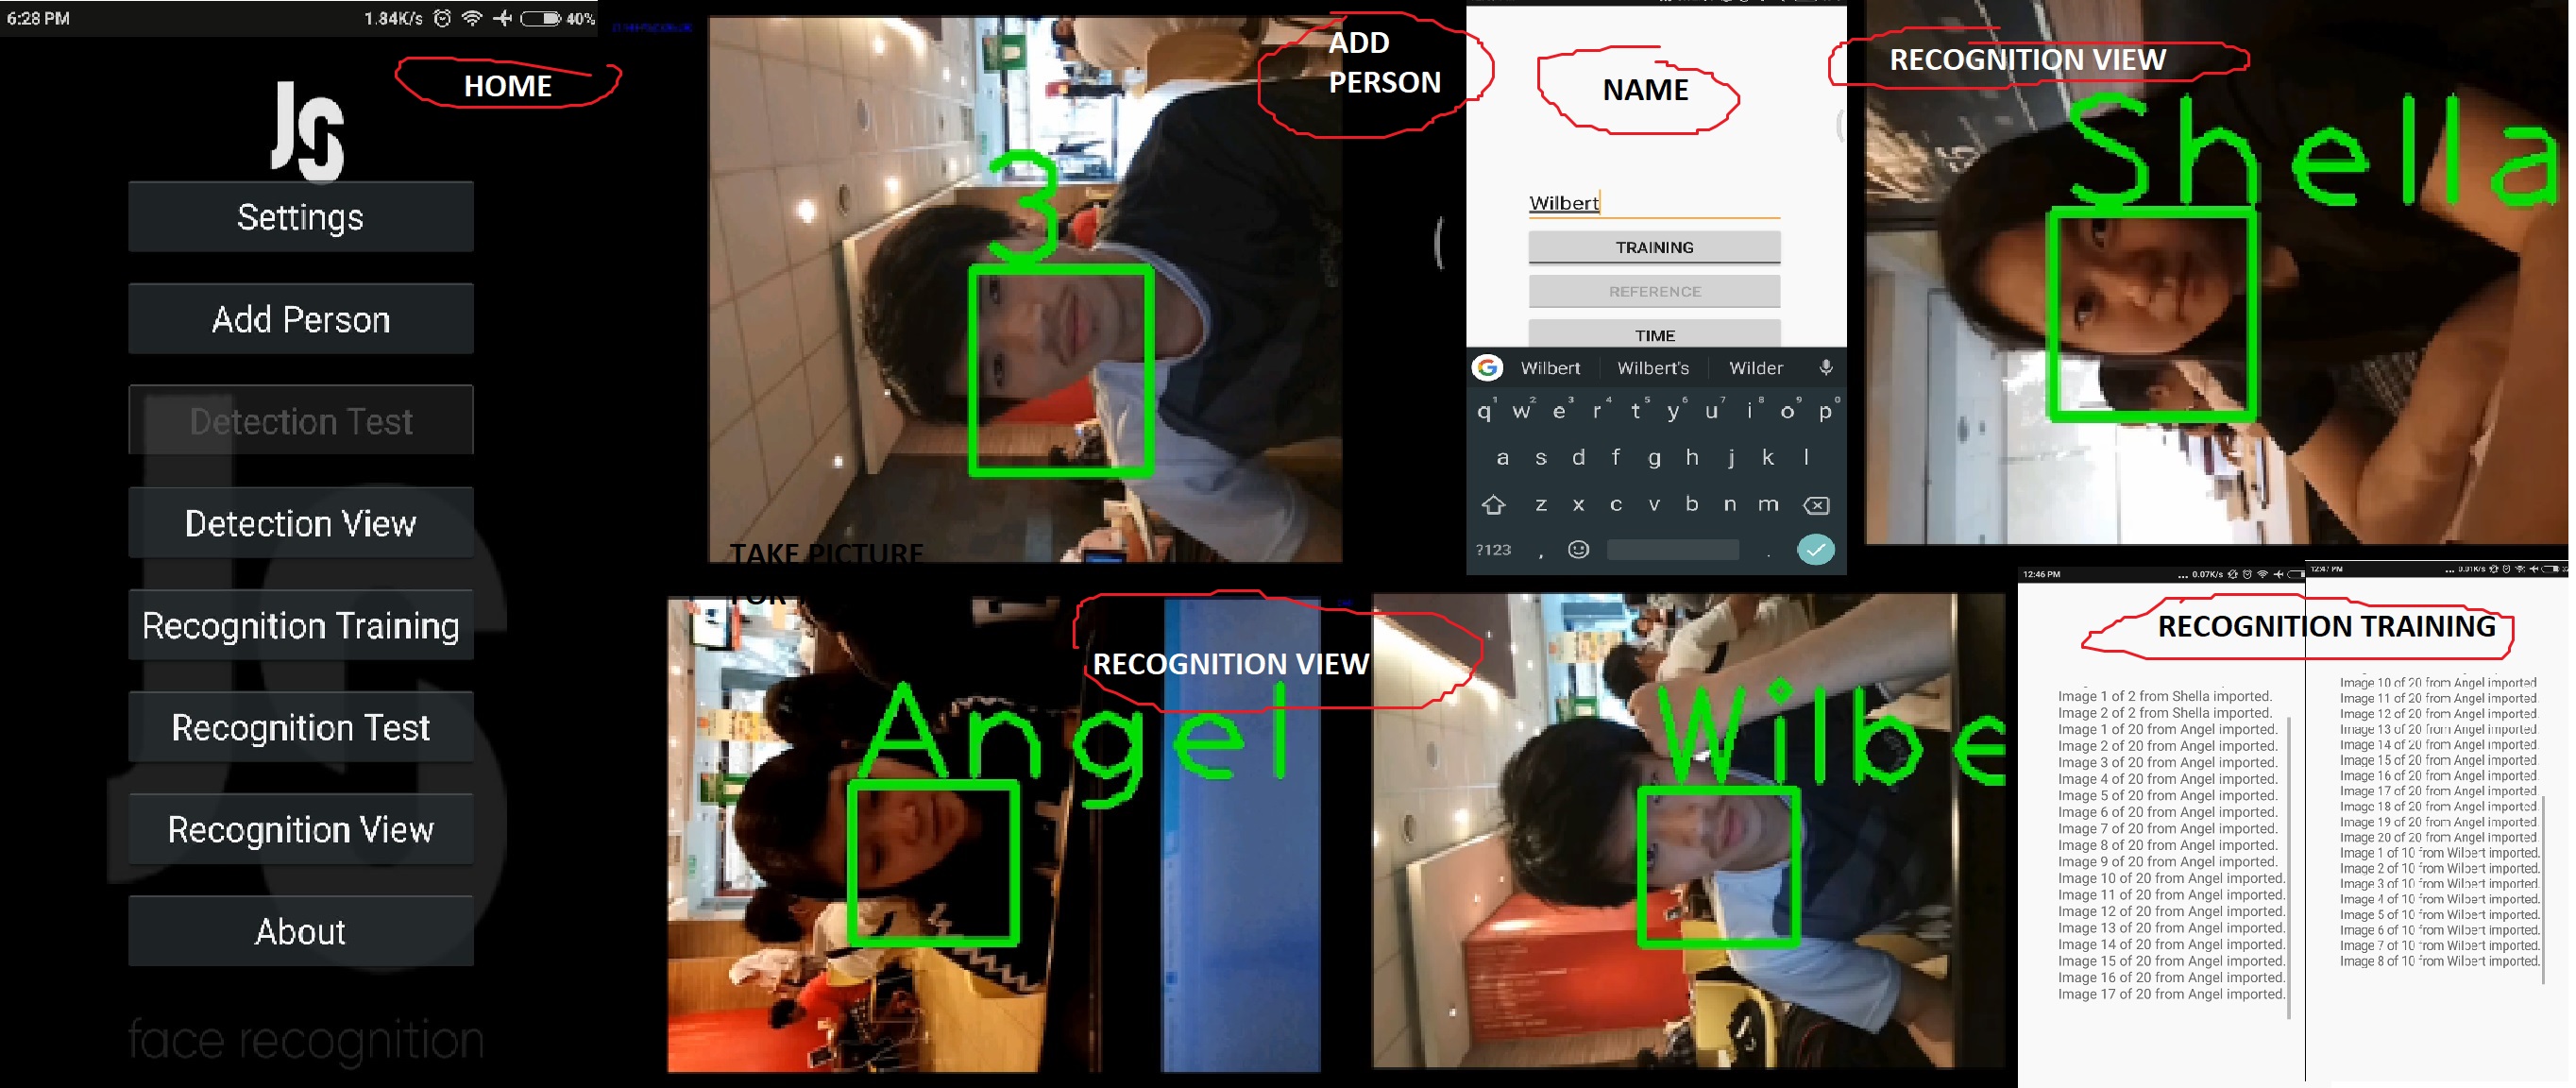 6:28 PM
1.84K/s
40%
HOME
JS
Settings
Add Person
Detection Test
Detection View
Recognition Training
Recognition Test
Recognition View
About
face recognition
ADD
PERSON
3
TAKE PICTURE
FOR
NAME
Wilbert
TRAINING
REFERENCE
TIME
Wilbert Wilbert's Wilder
q1 w2 e3 r4 t5 y6 u7 i8 o9 p0
a s d f g h j k l
z x c v b n m
?123 , .
RECOGNITION VIEW
Shella
RECOGNITION VIEW
Angel
Wilbe
12:46 PM
... 0.07K/s
12:47 PM
... 0.91K/s
RECOGNITION TRAINING
Image 1 of 2 from Shella imported.
Image 2 of 2 from Shella imported.
Image 1 of 20 from Angel imported.
Image 2 of 20 from Angel imported.
Image 3 of 20 from Angel imported.
Image 4 of 20 from Angel imported.
Image 5 of 20 from Angel imported.
Image 6 of 20 from Angel imported.
Image 7 of 20 from Angel imported.
Image 8 of 20 from Angel imported.
Image 9 of 20 from Angel imported.
Image 10 of 20 from Angel imported.
Image 11 of 20 from Angel imported.
Image 12 of 20 from Angel imported.
Image 13 of 20 from Angel imported.
Image 14 of 20 from Angel imported.
Image 15 of 20 from Angel imported.
Image 16 of 20 from Angel imported.
Image 17 of 20 from Angel imported.
Image 10 of 20 from Angel imported
Image 11 of 20 from Angel imported.
Image 12 of 20 from Angel imported
Image 13 of 20 from Angel imported.
Image 14 of 20 from Angel imported
Image 15 of 20 from Angel imported.
Image 16 of 20 from Angel imported
Image 17 of 20 from Angel imported.
Image 18 of 20 from Angel imported
Image 19 of 20 from Angel imported.
Image 20 of 20 from Angel imported
Image 1 of 10 from Wilbert imported.
Image 2 of 10 from Wilbert imported.
Image 3 of 10 from Wilbert imported.
Image 4 of 10 from Wilbert imported.
Image 5 of 10 from Wilbert imported.
Image 6 of 10 from Wilbert imported.
Image 7 of 10 from Wilbert imported.
Image 8 of 10 from Wilbert imported.